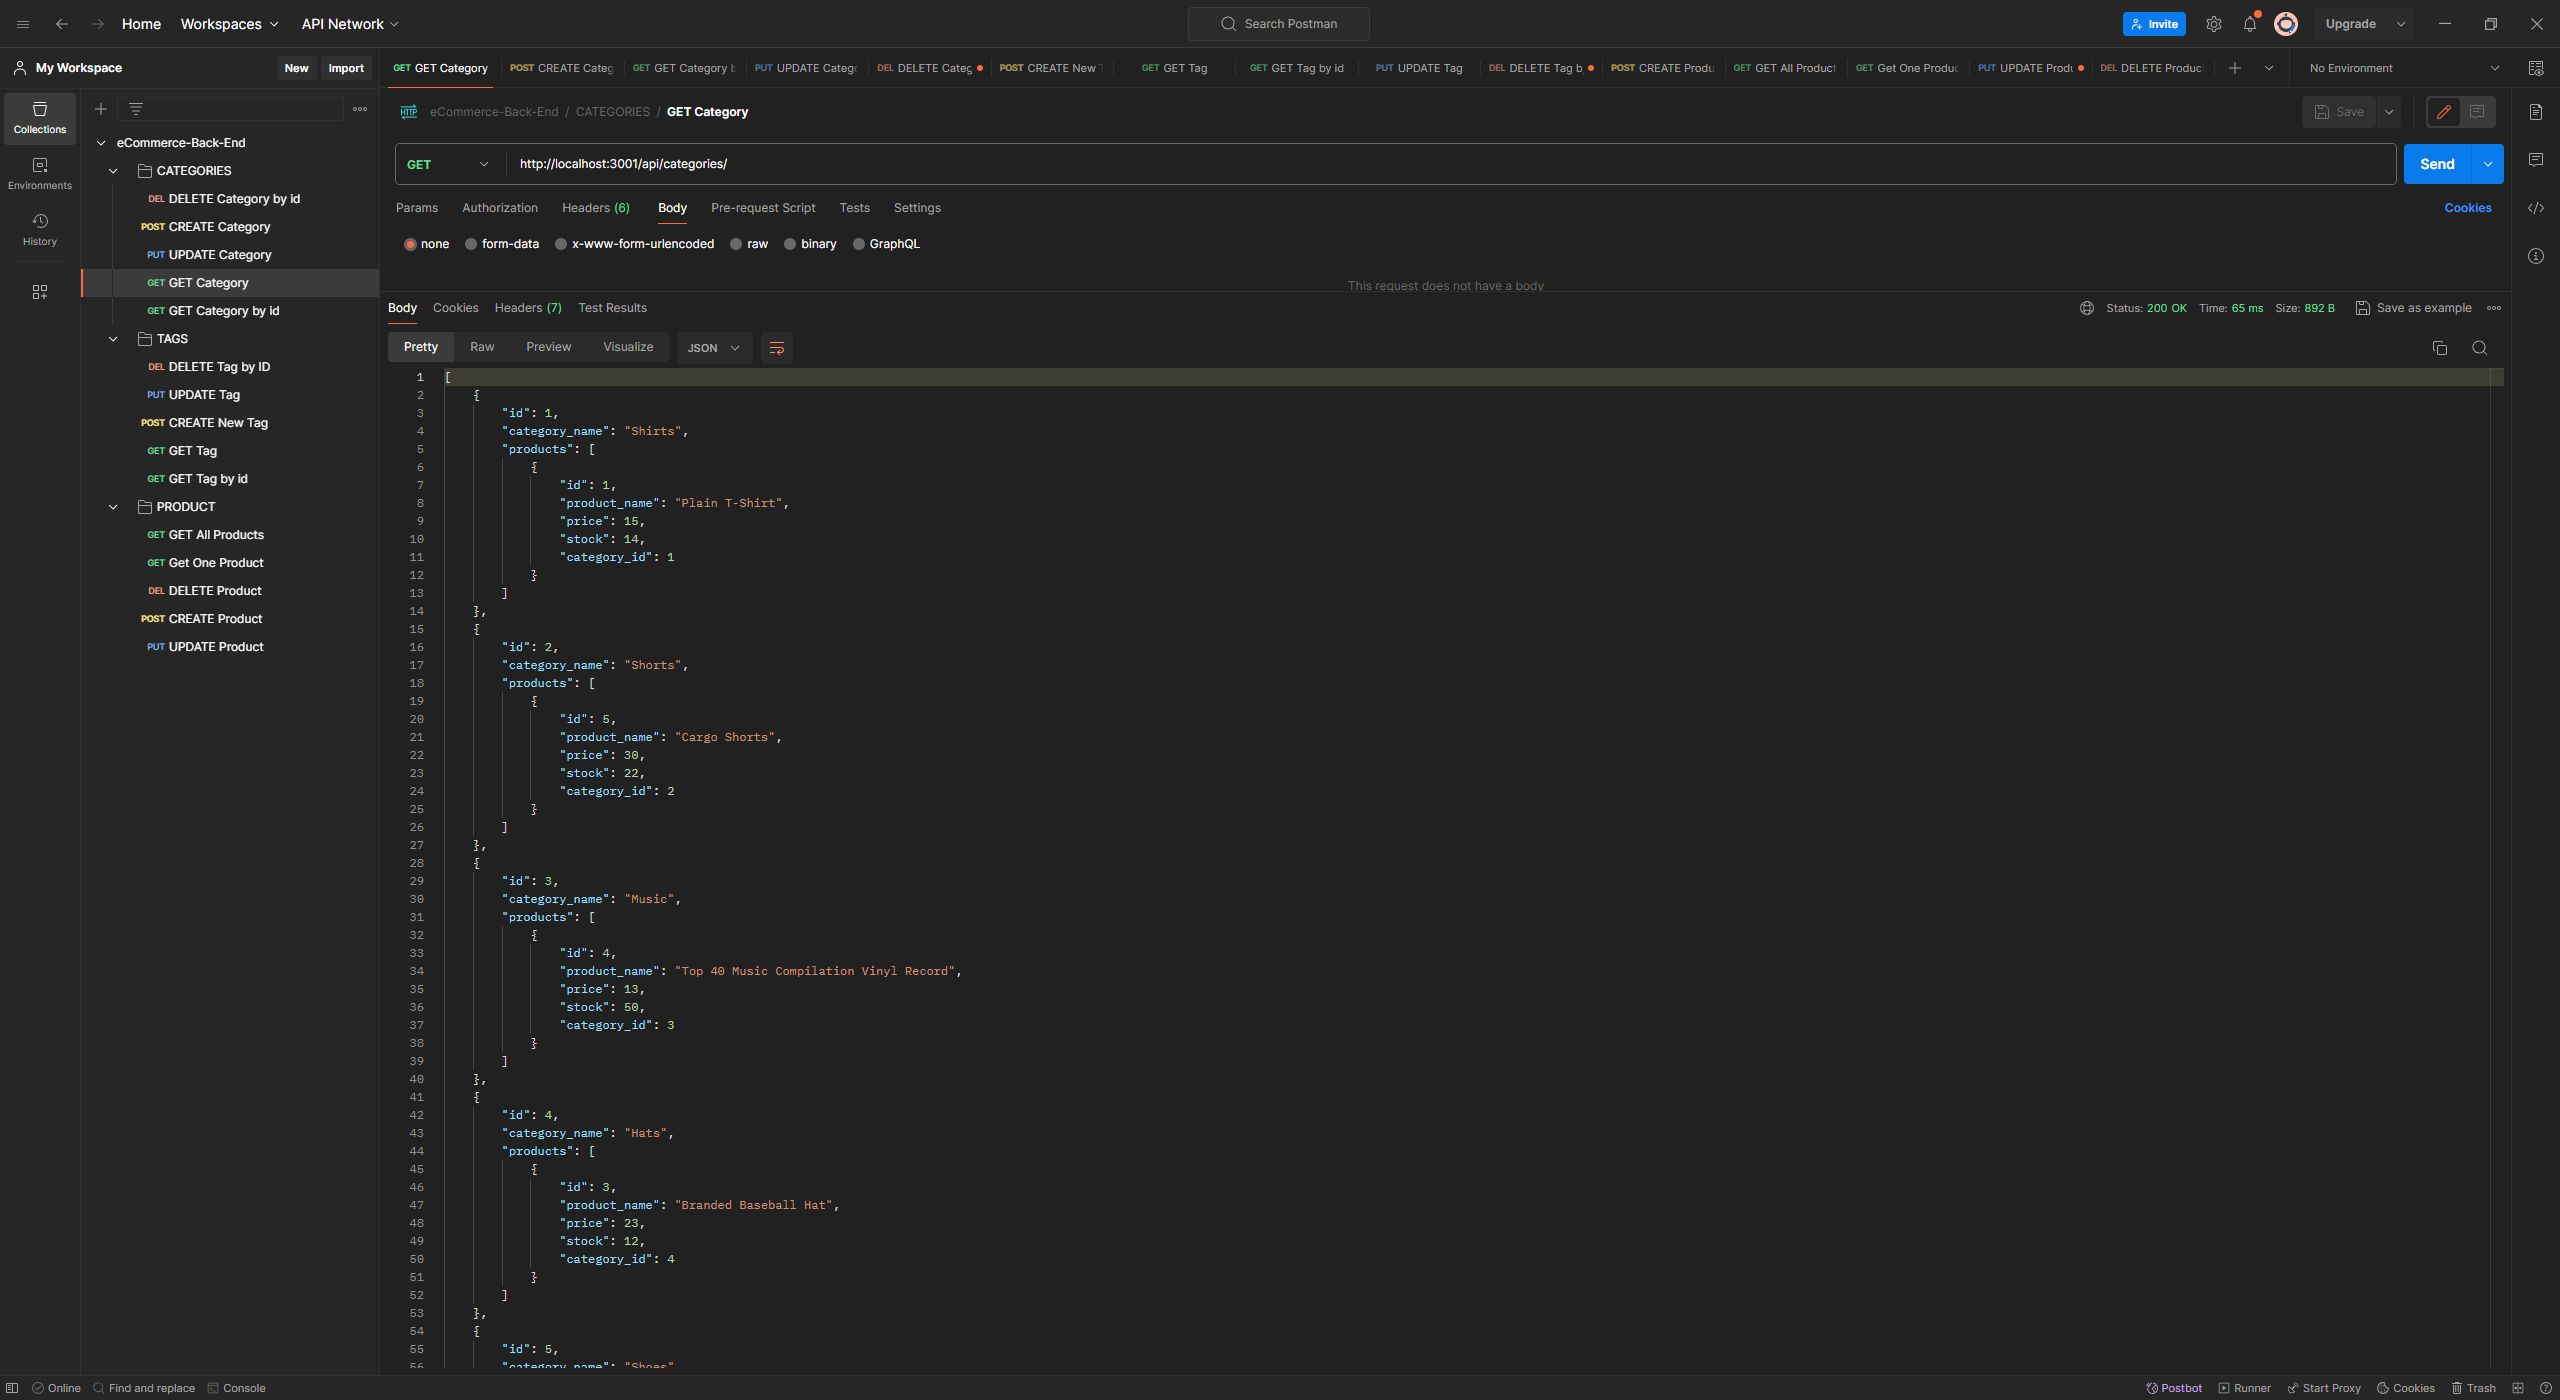 Home Workspaces API Network Search Postman Invite Upgrade
My Workspace New Import
GET GET Category POST CREATE Categ GET GET Category b PUT UPDATE Catego DEL DELETE Categ POST CREATE New T GET GET Tag GET GET Tag by id PUT UPDATE Tag DEL DELETE Tag b POST CREATE Produ GET GET All Product GET Get One Produc PUT UPDATE Produ DEL DELETE Produc No Environment
Collections
Environments
History
eCommerce-Back-End
CATEGORIES
DEL DELETE Category by id
POST CREATE Category
PUT UPDATE Category
GET GET Category
GET GET Category by id
TAGS
DEL DELETE Tag by ID
PUT UPDATE Tag
POST CREATE New Tag
GET GET Tag
GET GET Tag by id
PRODUCT
GET GET All Products
GET Get One Product
DEL DELETE Product
POST CREATE Product
PUT UPDATE Product
HTTP eCommerce-Back-End / CATEGORIES / GET Category Save
GET http://localhost:3001/api/categories/ Send
Params Authorization Headers (6) Body Pre-request Script Tests Settings Cookies
none form-data x-www-form-urlencoded raw binary GraphQL
This request does not have a body
Body Cookies Headers (7) Test Results Status: 200 OK Time: 65 ms Size: 892 B Save as example
Pretty Raw Preview Visualize JSON
1 [
2 {
3 "id": 1,
4 "category_name": "Shirts",
5 "products": [
6 {
7 "id": 1,
8 "product_name": "Plain T-Shirt",
9 "price": 15,
10 "stock": 14,
11 "category_id": 1
12 }
13 ]
14 },
15 {
16 "id": 2,
17 "category_name": "Shorts",
18 "products": [
19 {
20 "id": 5,
21 "product_name": "Cargo Shorts",
22 "price": 30,
23 "stock": 22,
24 "category_id": 2
25 }
26 ]
27 },
28 {
29 "id": 3,
30 "category_name": "Music",
31 "products": [
32 {
33 "id": 4,
34 "product_name": "Top 40 Music Compilation Vinyl Record",
35 "price": 13,
36 "stock": 50,
37 "category_id": 3
38 }
39 ]
40 },
41 {
42 "id": 4,
43 "category_name": "Hats",
44 "products": [
45 {
46 "id": 3,
47 "product_name": "Branded Baseball Hat",
48 "price": 23,
49 "stock": 12,
50 "category_id": 4
51 }
52 ]
53 },
54 {
55 "id": 5,
56 "category_name": "Shoes"
Online Find and replace Console Postbot Runner Start Proxy Cookies Trash